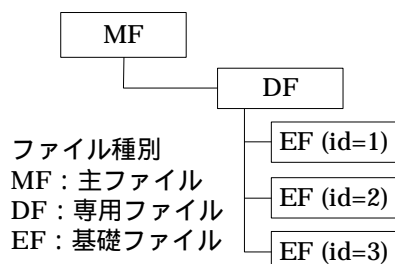 MF
DF
EF (id=1)
EF (id=2)
EF (id=3)
ファイル種別
MF：主ファイル
DF：専用ファイル
EF：基礎ファイル